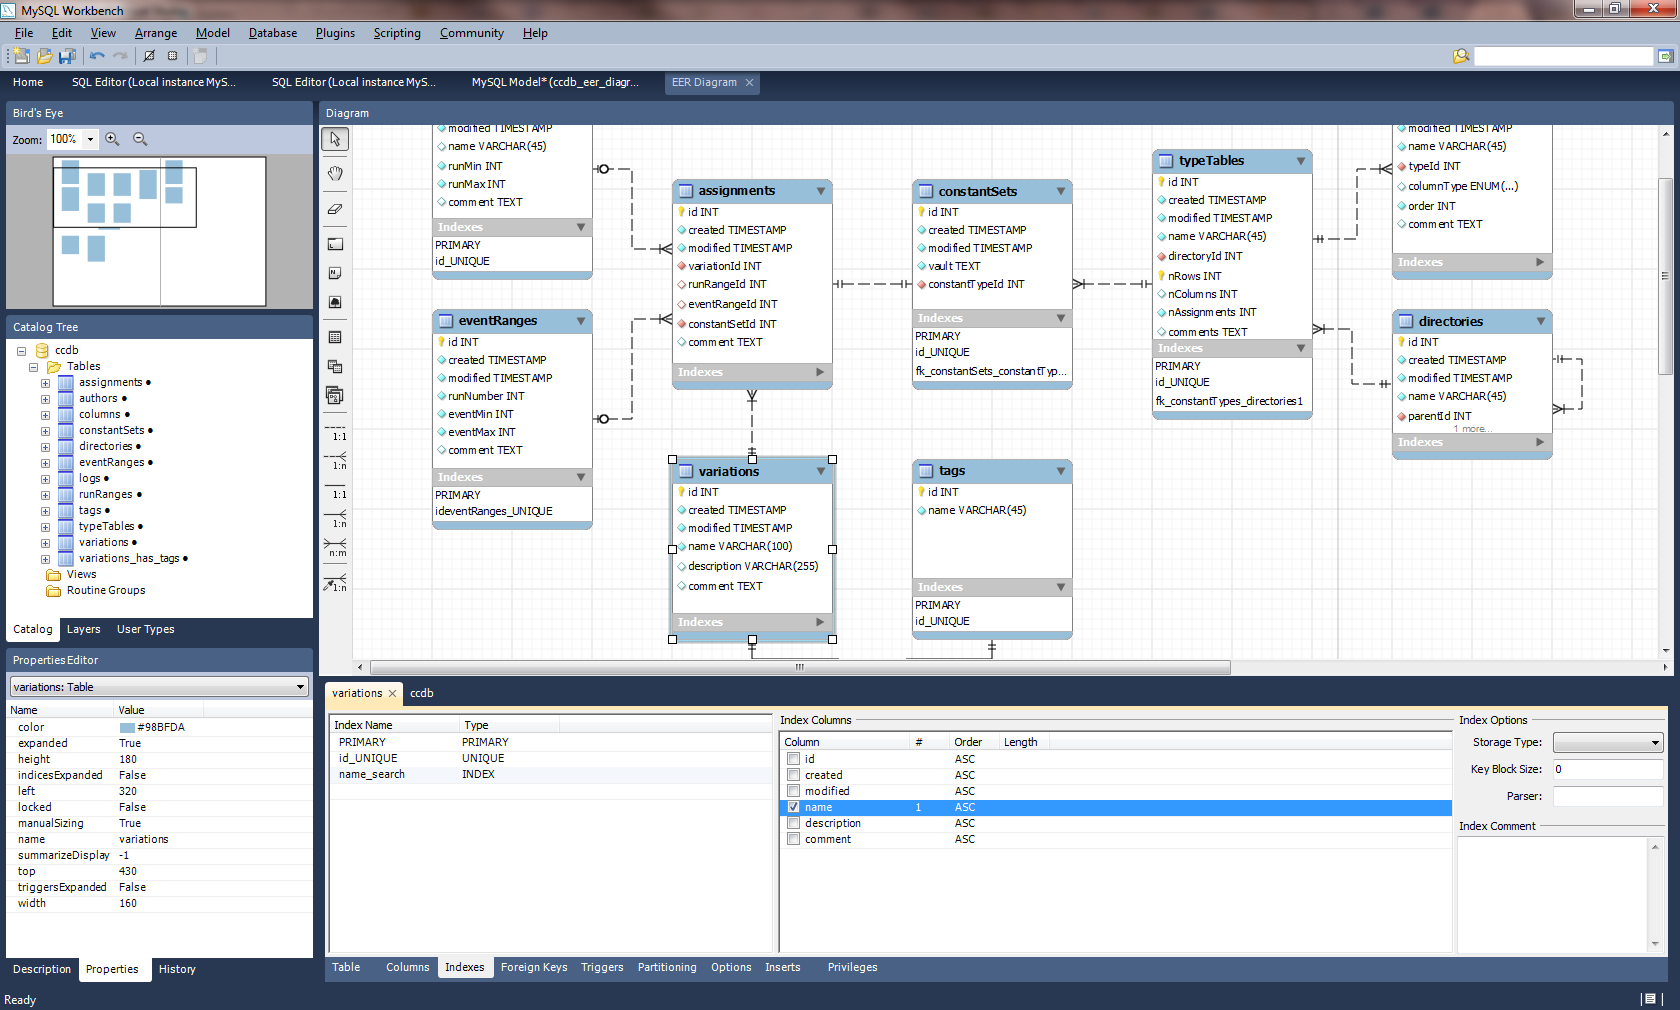 MySQL Workbench
File Edit View Arrange Model Database Plugins Scripting Community Help
Home SQL Editor (Local instance MyS... SQL Editor (Local instance MyS... MySQL Model* (ccdb_eer_diagr... EER Diagram
Bird's Eye
Zoom: 100%
Catalog Tree
ccdb
Tables
assignments
authors
columns
constantSets
directories
eventRanges
logs
runRanges
tags
typeTables
variations
variations_has_tags
Views
Routine Groups
Catalog Layers User Types
Properties Editor
variations: Table
Name Value
color #98BFDA
expanded True
height 180
indicesExpanded False
left 320
locked False
manualSizing True
name variations
summarizeDisplay -1
top 430
triggersExpanded False
width 160
Description Properties History
Diagram
1:1
1:n
1:1
1:n
n:m
1:n
modified TIMESTAMP
name VARCHAR(45)
runMin INT
runMax INT
comment TEXT
Indexes
PRIMARY
id_UNIQUE
eventRanges
id INT
created TIMESTAMP
modified TIMESTAMP
runNumber INT
eventMin INT
eventMax INT
comment TEXT
Indexes
PRIMARY
ideventRanges_UNIQUE
assignments
id INT
created TIMESTAMP
modified TIMESTAMP
variationId INT
runRangeId INT
eventRangeId INT
constantSetId INT
comment TEXT
Indexes
variations
id INT
created TIMESTAMP
modified TIMESTAMP
name VARCHAR(100)
description VARCHAR(255)
comment TEXT
Indexes
constantSets
id INT
created TIMESTAMP
modified TIMESTAMP
vault TEXT
constantTypeId INT
Indexes
PRIMARY
id_UNIQUE
fk_constantSets_constantTyp...
tags
id INT
name VARCHAR(45)
Indexes
PRIMARY
id_UNIQUE
typeTables
id INT
created TIMESTAMP
modified TIMESTAMP
name VARCHAR(45)
directoryId INT
nRows INT
nColumns INT
nAssignments INT
comments TEXT
Indexes
PRIMARY
id_UNIQUE
fk_constantTypes_directories1
modified TIMESTAMP
name VARCHAR(45)
typeId INT
columnType ENUM(...)
order INT
comment TEXT
Indexes
directories
id INT
created TIMESTAMP
modified TIMESTAMP
name VARCHAR(45)
parentId INT
1 more...
Indexes
variations ccdb
Index Name Type
PRIMARY PRIMARY
id_UNIQUE UNIQUE
name_search INDEX
Index Columns
Column # Order Length
id ASC
created ASC
modified ASC
name 1 ASC
description ASC
comment ASC
Index Options
Storage Type:
Key Block Size: 0
Parser:
Index Comment
Table Columns Indexes Foreign Keys Triggers Partitioning Options Inserts Privileges
Ready